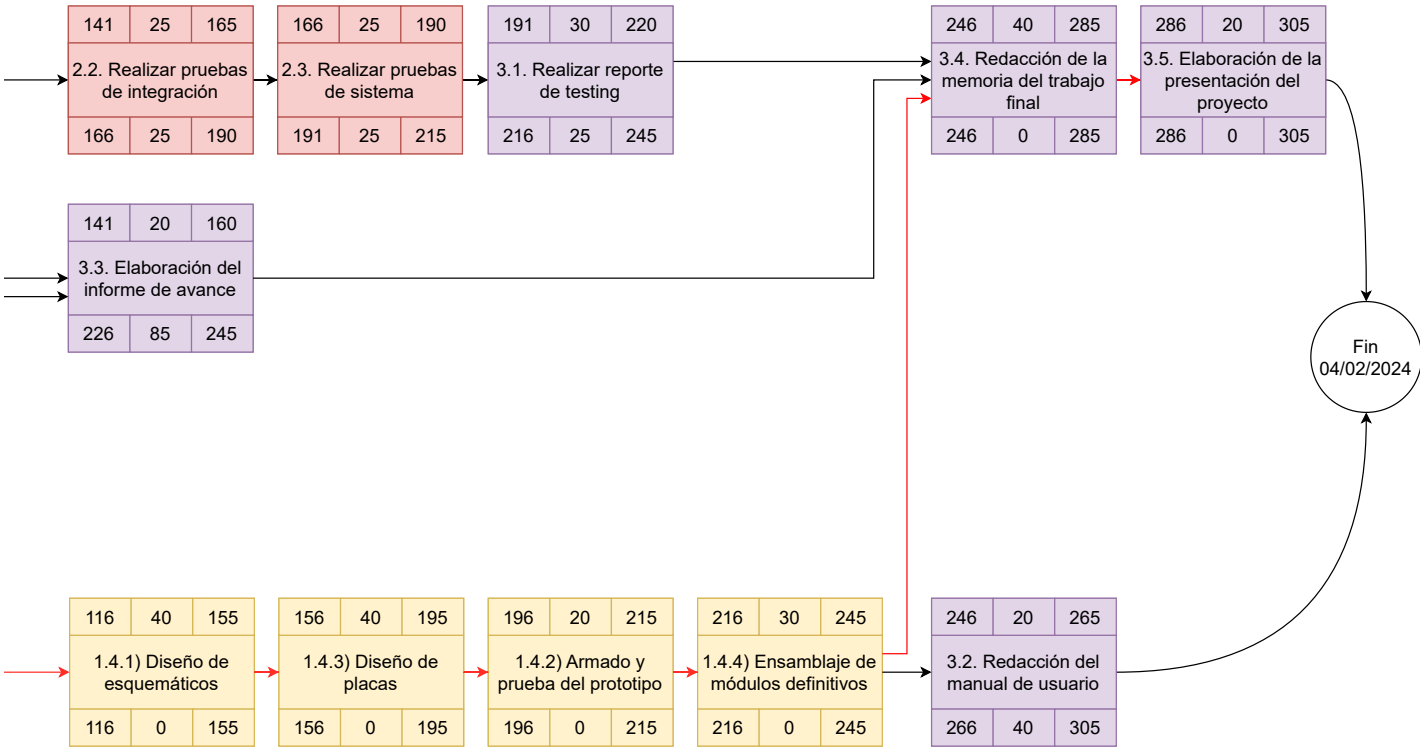 141 25 165
2.2. Realizar pruebas
de integración
166 25 190
166 25 190
2.3. Realizar pruebas
de sistema
191 25 215
191 30 220
3.1. Realizar reporte
de testing
216 25 245
246 40 285
3.4. Redacción de la
memoria del trabajo
final
246 0 285
286 20 305
3.5. Elaboración de la
presentación del
proyecto
286 0 305
141 20 160
3.3. Elaboración del
informe de avance
226 85 245
Fin
04/02/2024
116 40 155
1.4.1) Diseño de
esquemáticos
116 0 155
156 40 195
1.4.3) Diseño de
placas
156 0 195
196 20 215
1.4.2) Armado y
prueba del prototipo
196 0 215
216 30 245
1.4.4) Ensamblaje de
módulos definitivos
216 0 245
246 20 265
3.2. Redacción del
manual de usuario
266 40 305